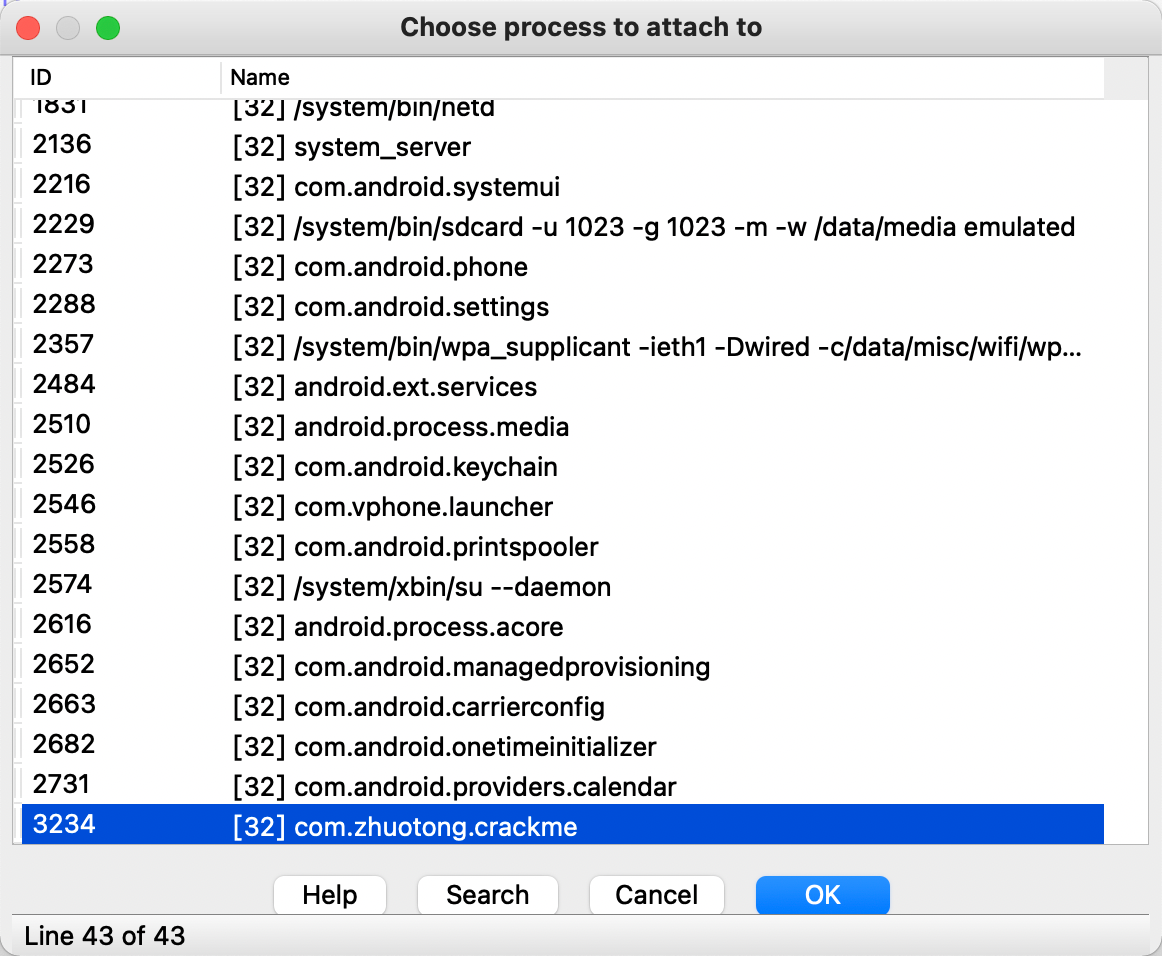 Choose process to attach to
ID Name
1831 [32] /system/bin/netd
2136 [32] system_server
2216 [32] com.android.systemui
2229 [32] /system/bin/sdcard -u 1023 -g 1023 -m -w /data/media emulated
2273 [32] com.android.phone
2288 [32] com.android.settings
2357 [32] /system/bin/wpa_supplicant -ieth1 -Dwired -c/data/misc/wifi/wp...
2484 [32] android.ext.services
2510 [32] android.process.media
2526 [32] com.android.keychain
2546 [32] com.vphone.launcher
2558 [32] com.android.printspooler
2574 [32] /system/xbin/su --daemon
2616 [32] android.process.acore
2652 [32] com.android.managedprovisioning
2663 [32] com.android.carrierconfig
2682 [32] com.android.onetimeinitializer
2731 [32] com.android.providers.calendar
3234 [32] com.zhuotong.crackme
Help Search Cancel OK
Line 43 of 43